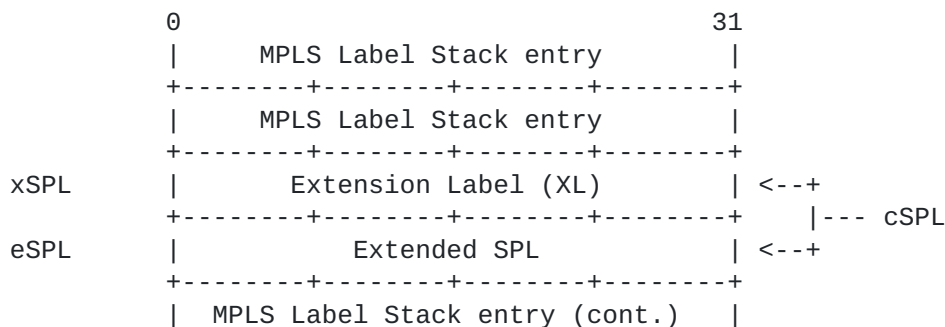 0                                  31
            |     MPLS Label Stack entry        |
            +--------+--------+--------+--------+
            |     MPLS Label Stack entry        |
            +--------+--------+--------+--------+
xSPL        |       Extension Label (XL)        | <--+
            +--------+--------+--------+--------+    |--- cSPL
eSPL        |           Extended SPL            | <--+
            +--------+--------+--------+--------+
            |  MPLS Label Stack entry (cont.)   |